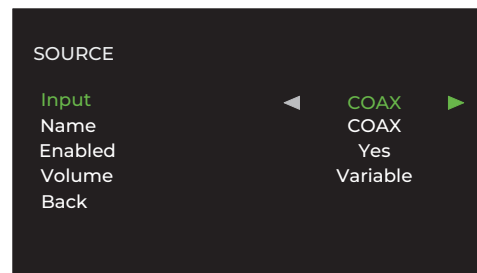 SOURCE
Input COAX
Name COAX
Enabled Yes
Volume Variable
Back